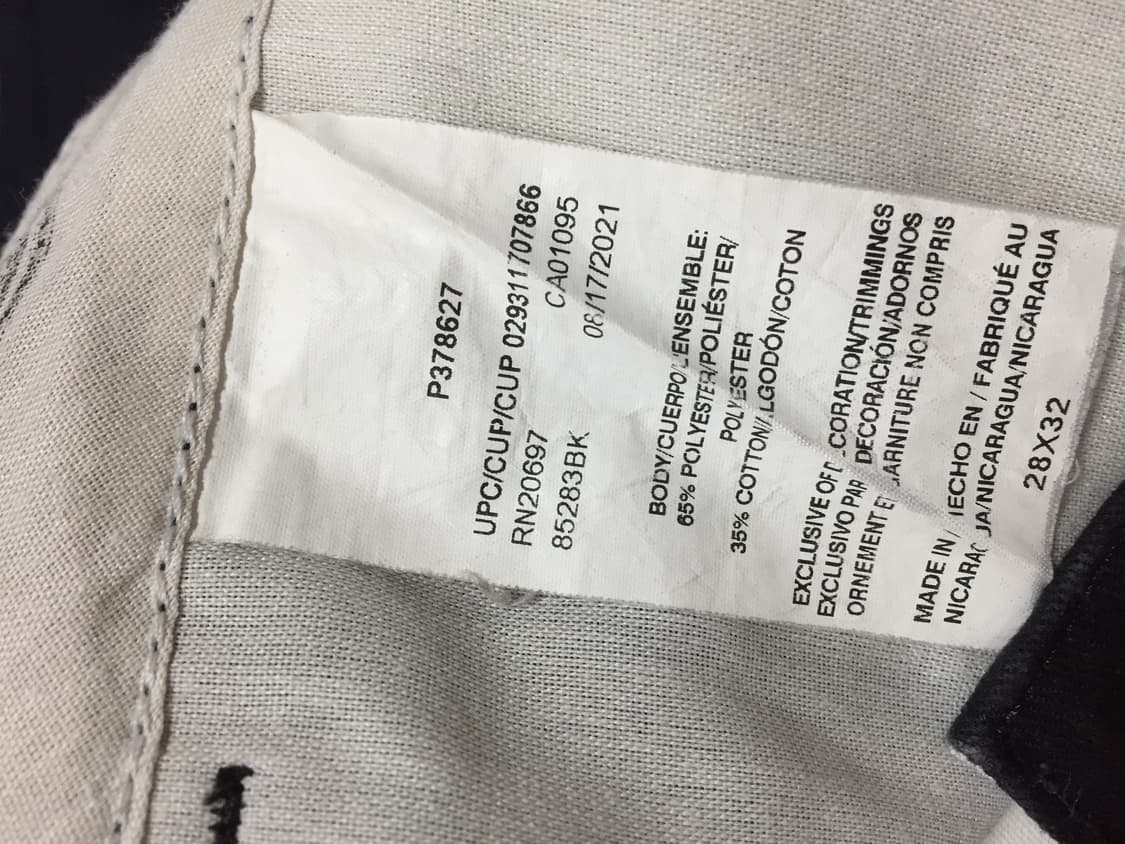 P378627
UPC/CUP/CUP 029311707866
RN20697 CA01095
85283BK 08/17/2021
BODY/CUERPO/L'ENSEMBLE:
65% POLYESTER/POLIÉSTER/
POLYESTER
35% COTTON/ALGODÓN/COTON
EXCLUSIVE OF DECORATION/TRIMMINGS
EXCLUSIVO PAR DECORACIÓN/ADORNOS
ORNEMENT ET GARNITURE NON COMPRIS
MADE IN / HECHO EN / FABRIQUÉ AU
NICARAGUA/NICARAGUA/NICARAGUA
28X32